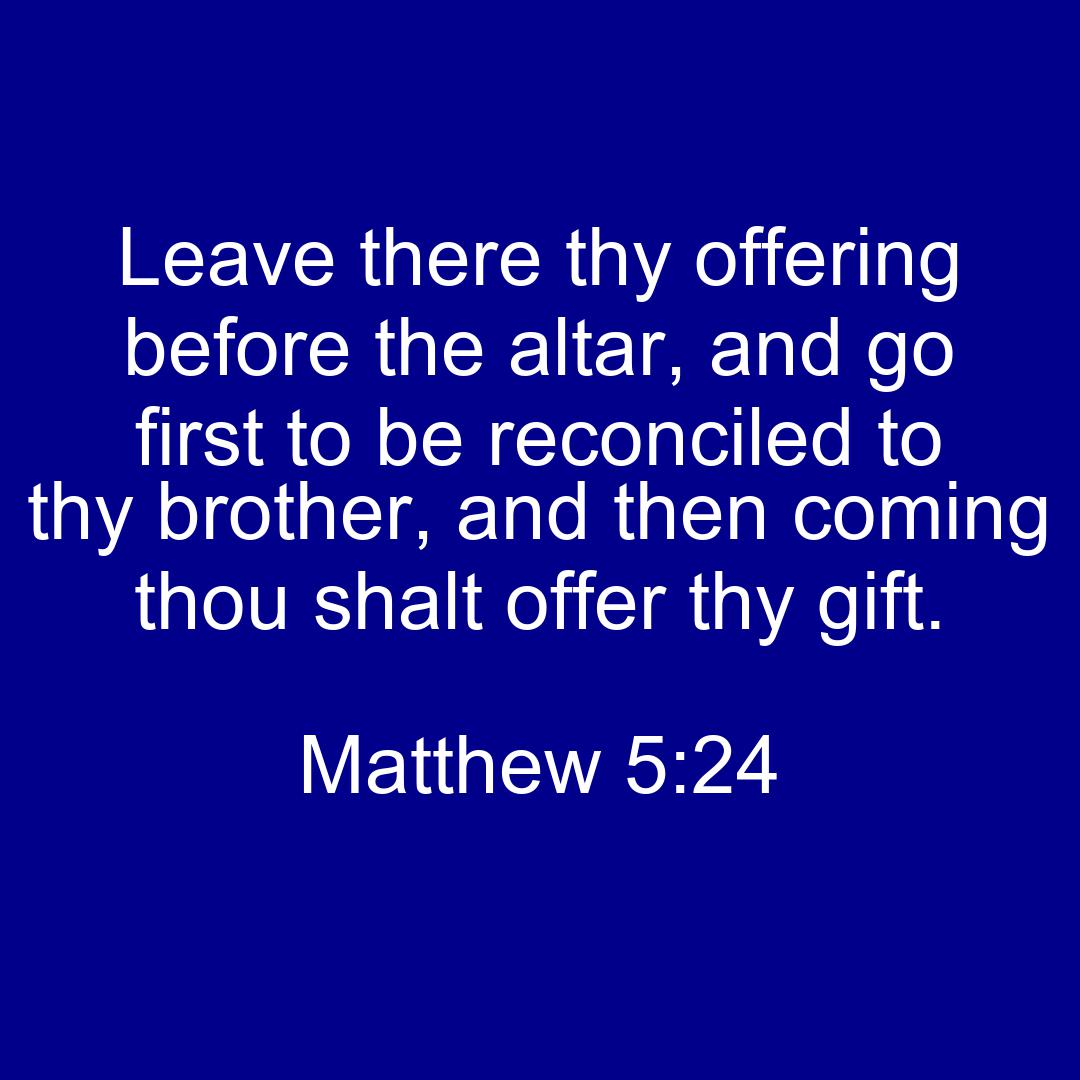 Leave there thy offering
before the altar, and go
first to be reconciled to
thy brother, and then coming
thou shalt offer thy gift.
Matthew 5:24